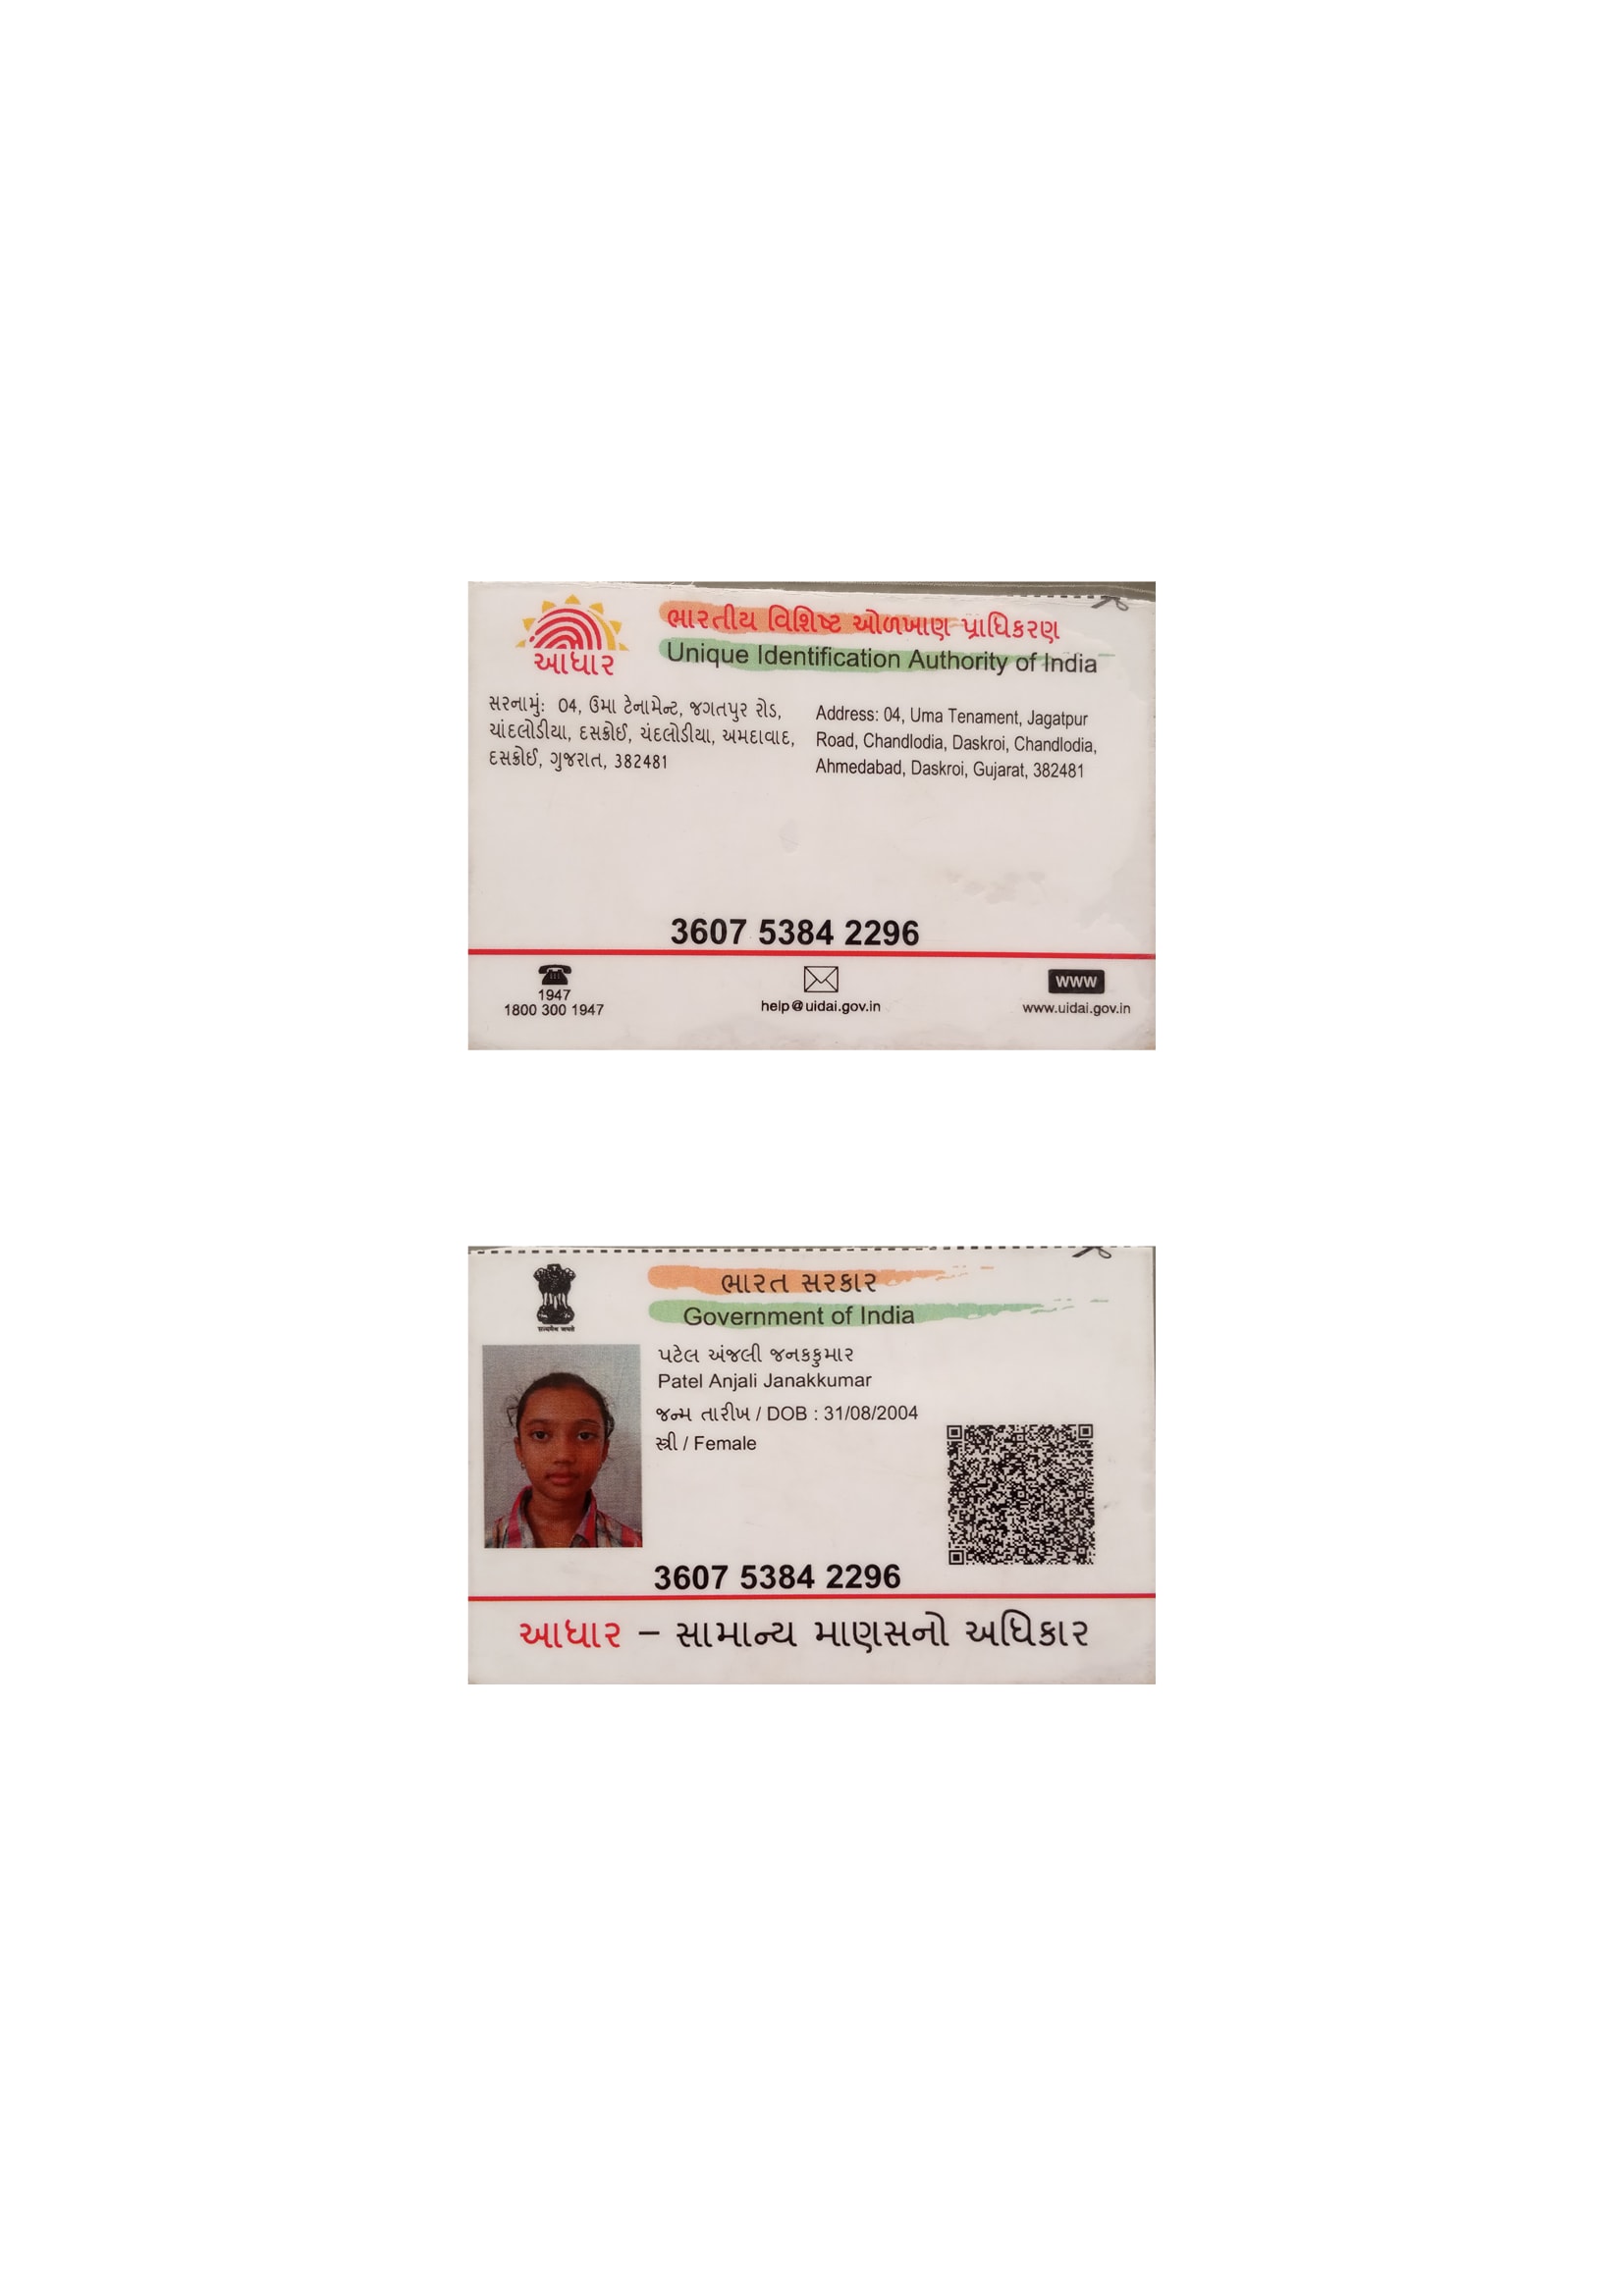 ભારતીય વિશિષ્ટ ઓળખાણ પ્રાધિકરણ
Unique Identification Authority of India
આધાર
સરનામું: 04, ઉમા ટેનામેન્ટ, જગતપુર રોડ,
ચાંદલોડીયા, દસક્રોઈ, ચંદલોડીયા, અમદાવાદ,
દસક્રોઈ, ગુજરાત, 382481
Address: 04, Uma Tenament, Jagatpur
Road, Chandlodia, Daskroi, Chandlodia,
Ahmedabad, Daskroi, Gujarat, 382481
3607 5384 2296
1947
1800 300 1947
help@uidai.gov.in
WWW
www.uidai.gov.in
ભારત સરકાર
Government of India
सत्यमेव जयते
પટેલ અંજલી જનકકુમાર
Patel Anjali Janakkumar
જન્મ તારીખ / DOB : 31/08/2004
સ્ત્રી / Female
3607 5384 2296
આધાર – સામાન્ય માણસનો અધિકાર